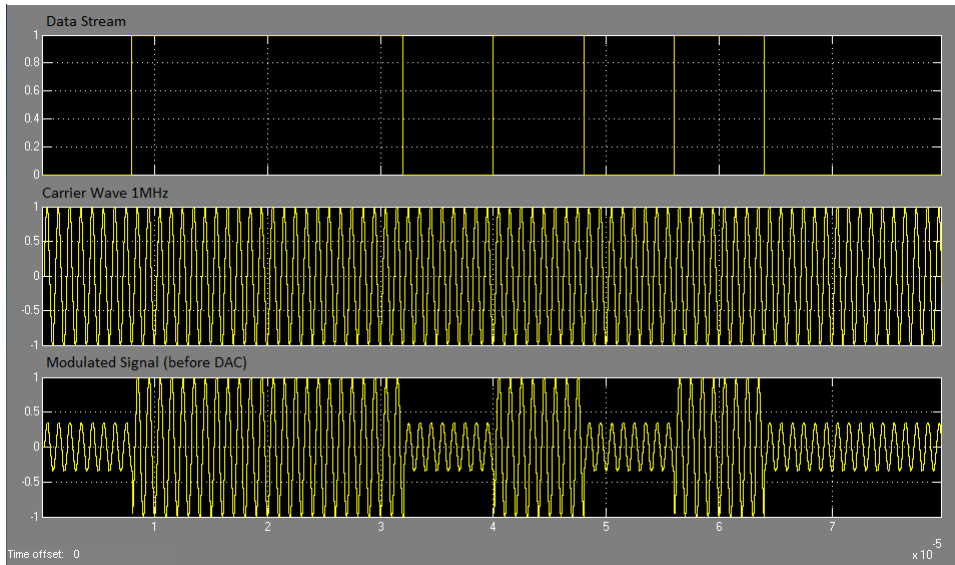 Data Stream
1
0.8
0.6
0.4
0.2
0
Carrier Wave 1MHz
1
0.5
0
-0.5
-1
Modulated Signal (before DAC)
1
0.5
0
-0.5
-1
1 2 3 4 5 6 7
Time offset: 0
x 10-5